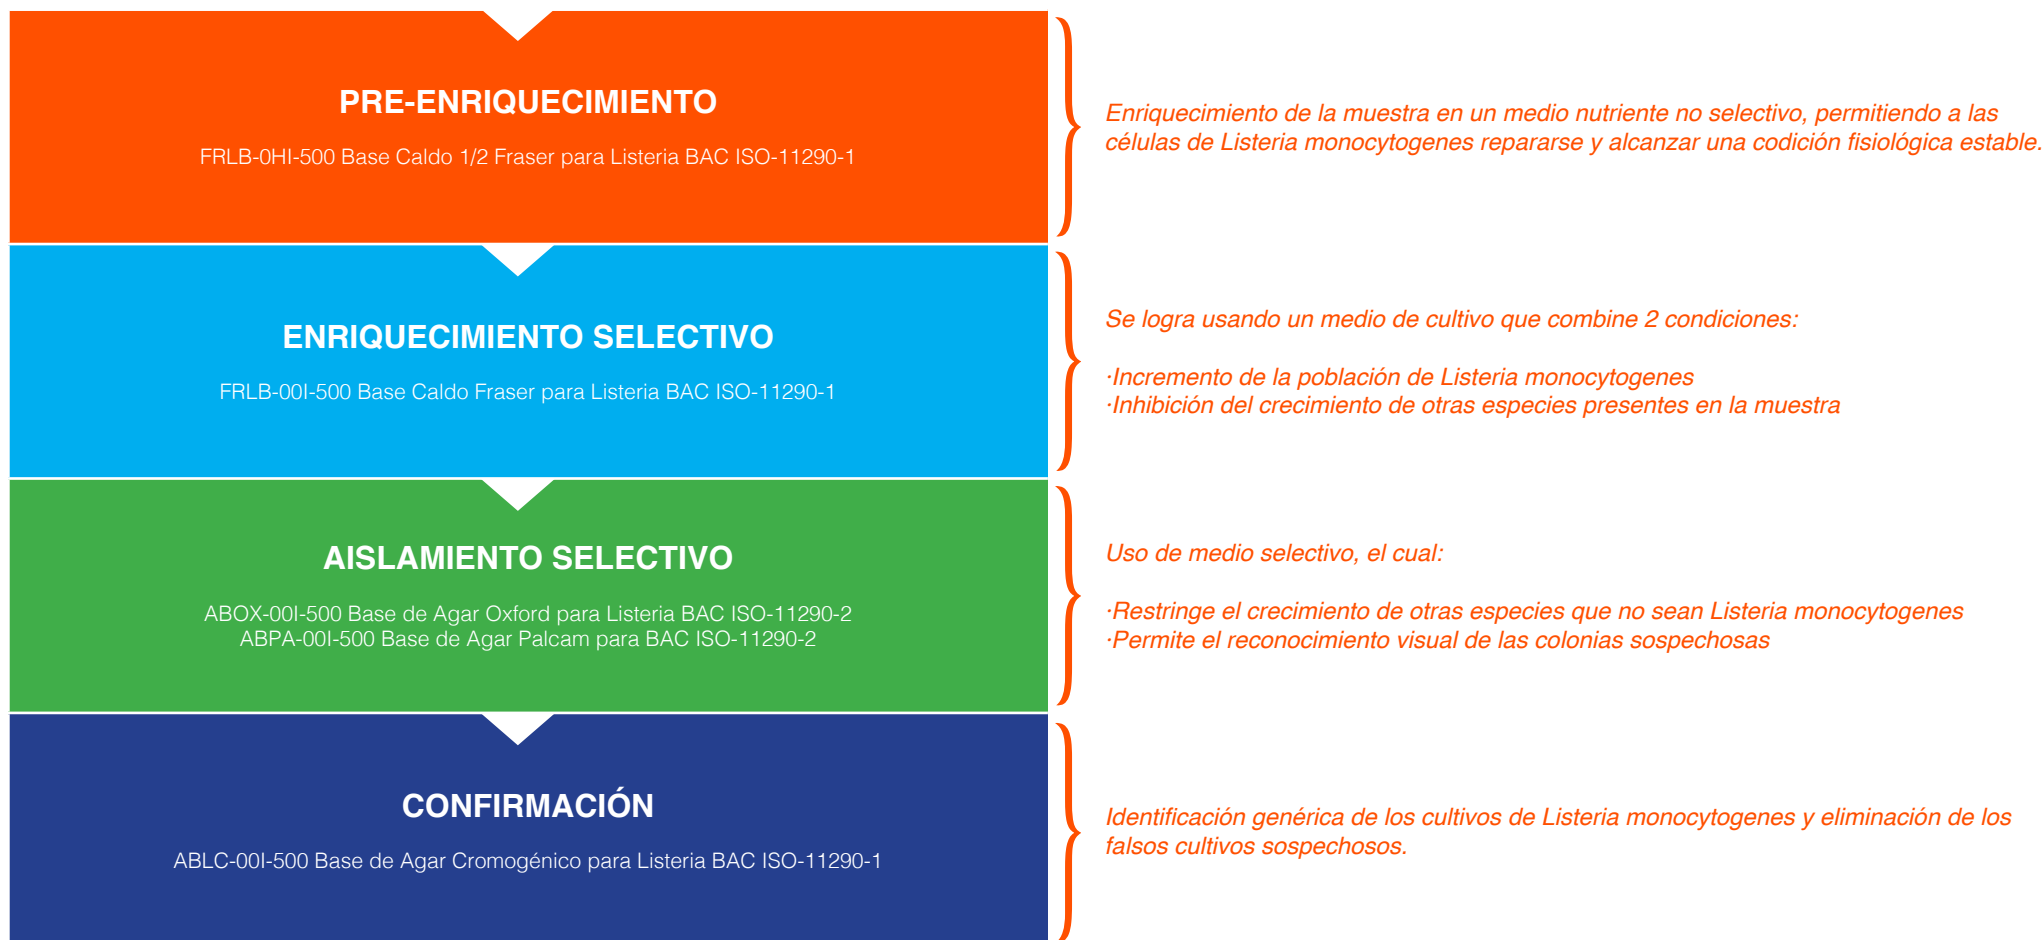 PRE-ENRIQUECIMIENTO
FRLB-0HI-500 Base Caldo 1/2 Fraser para Listeria BAC ISO-11290-1
Enriquecimiento de la muestra en un medio nutriente no selectivo, permitiendo a las
células de Listeria monocytogenes repararse y alcanzar una codición fisiológica estable.
ENRIQUECIMIENTO SELECTIVO
FRLB-00I-500 Base Caldo Fraser para Listeria BAC ISO-11290-1
Se logra usando un medio de cultivo que combine 2 condiciones:
·Incremento de la población de Listeria monocytogenes
·Inhibición del crecimiento de otras especies presentes en la muestra
AISLAMIENTO SELECTIVO
ABOX-00I-500 Base de Agar Oxford para Listeria BAC ISO-11290-2
ABPA-00I-500 Base de Agar Palcam para BAC ISO-11290-2
Uso de medio selectivo, el cual:
·Restringe el crecimiento de otras especies que no sean Listeria monocytogenes
·Permite el reconocimiento visual de las colonias sospechosas
CONFIRMACIÓN
ABLC-00I-500 Base de Agar Cromogénico para Listeria BAC ISO-11290-1
Identificación genérica de los cultivos de Listeria monocytogenes y eliminación de los
falsos cultivos sospechosos.